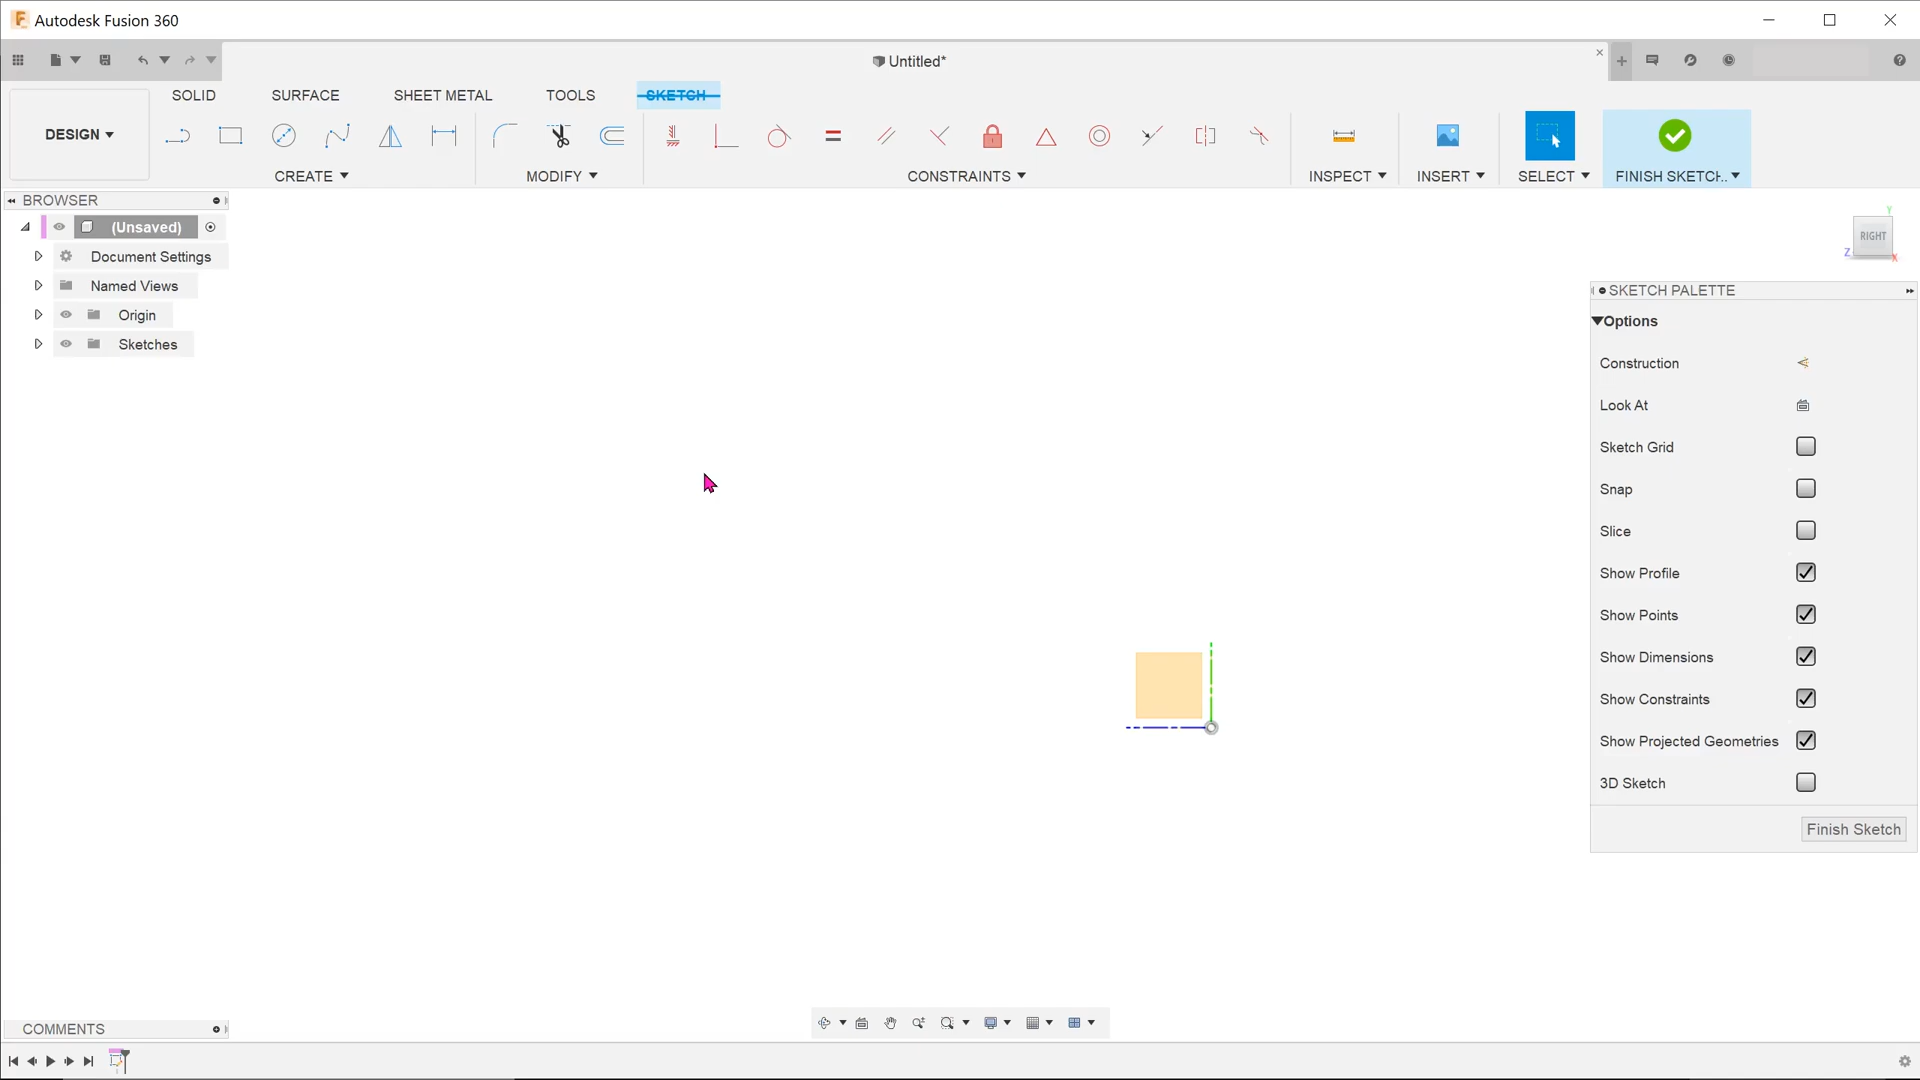 Autodesk Fusion 360
Untitled*
SOLID SURFACE SHEET METAL TOOLS SKETCH
DESIGN
CREATE MODIFY CONSTRAINTS INSPECT INSERT SELECT FINISH SKETCH..
BROWSER
(Unsaved)
Document Settings
Named Views
Origin
Sketches
Y
RIGHT
Z
X
SKETCH PALETTE
Options
Construction
Look At
Sketch Grid
Snap
Slice
Show Profile
Show Points
Show Dimensions
Show Constraints
Show Projected Geometries
3D Sketch
Finish Sketch
COMMENTS